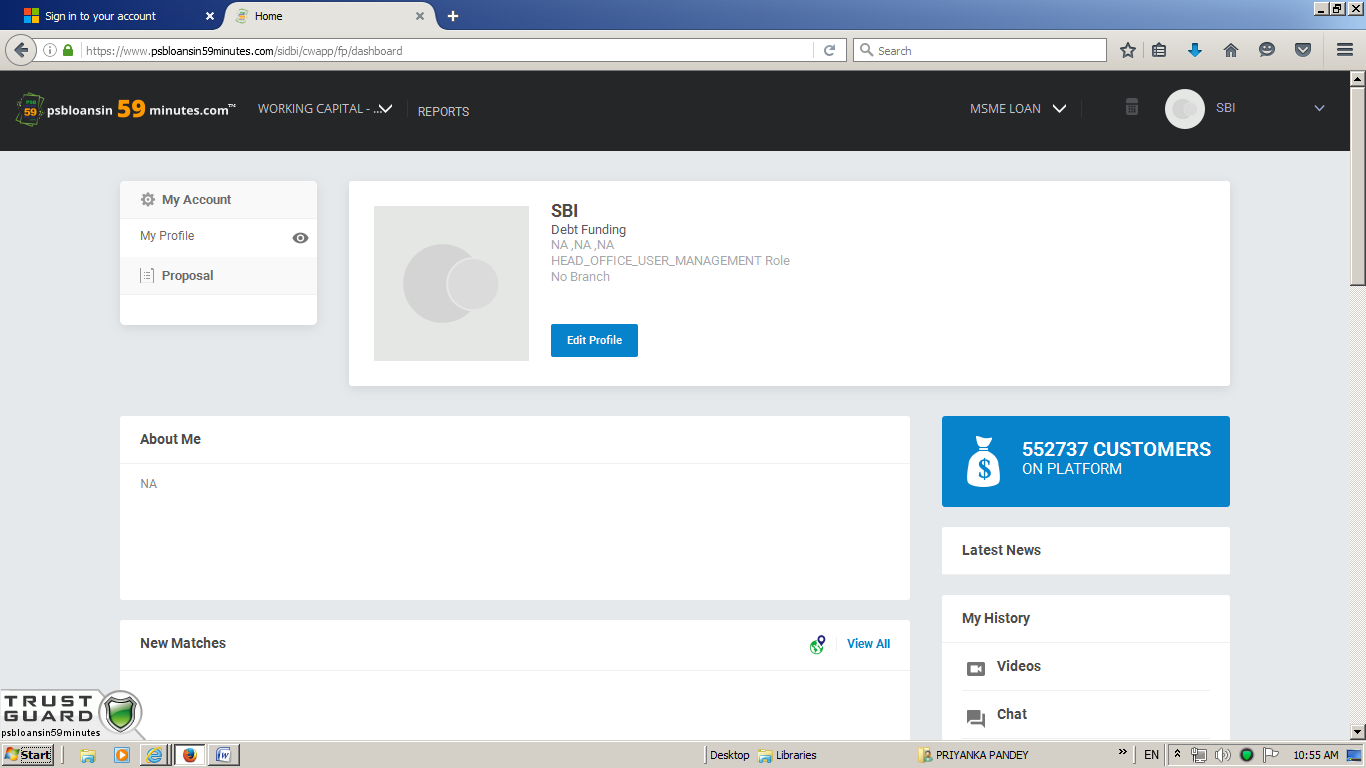 Sign in to your account
Home
https://www.psbloansin59minutes.com/sidbi/cwapp/fp/dashboard
Search
PSB
59
psbloansin 59 minutes.com™
WORKING CAPITAL - ...
REPORTS
MSME LOAN
SBI
My Account
My Profile
Proposal
SBI
Debt Funding
NA ,NA ,NA
HEAD_OFFICE_USER_MANAGEMENT Role
No Branch
Edit Profile
About Me
NA
552737 CUSTOMERS
ON PLATFORM
Latest News
My History
Videos
Chat
New Matches
View All
TRUST
GUARD
psbloansin59minutes
Start
Desktop
Libraries
PRIYANKA PANDEY
EN
10:55 AM